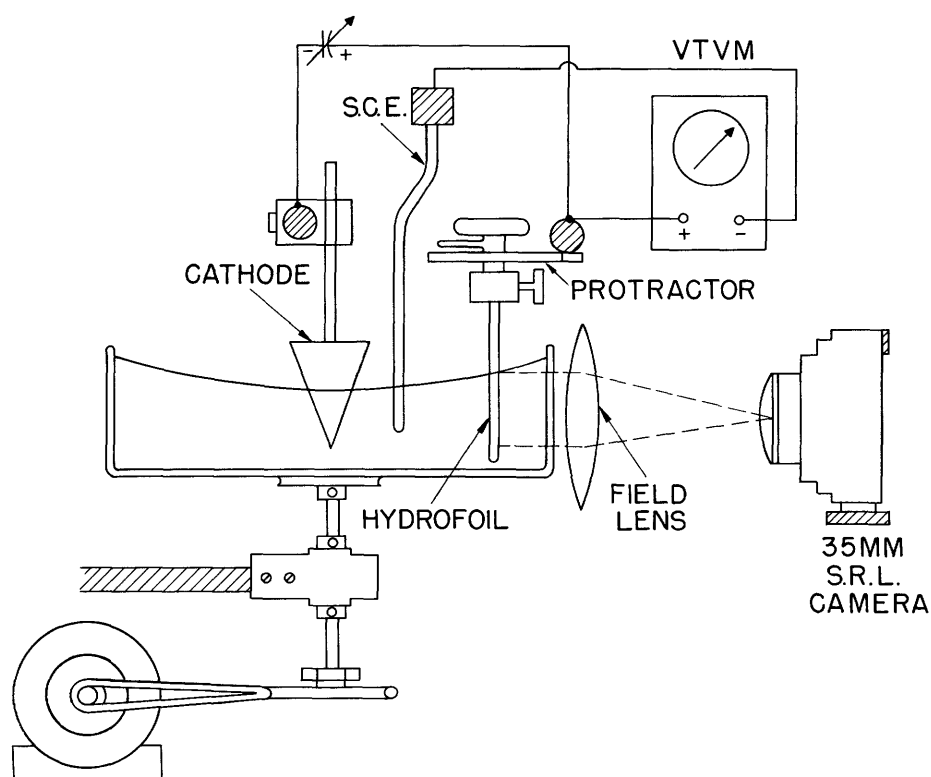 - +
VTVM
S.C.E.
+ -
CATHODE
PROTRACTOR
HYDROFOIL
FIELD
LENS
35MM
S.R.L.
CAMERA